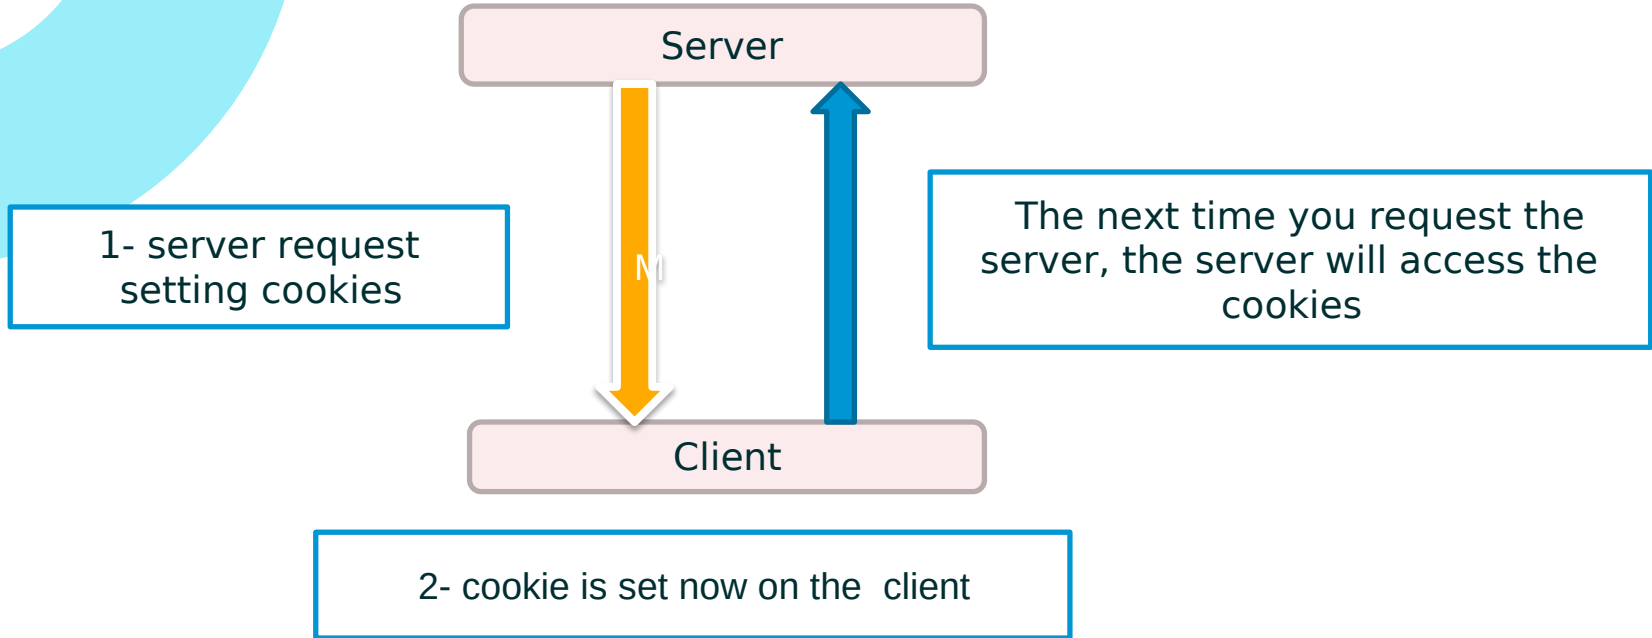 Server
1- server request
setting cookies
M
The next time you request the
server, the server will access the
cookies
Client
2- cookie is set now on the  client